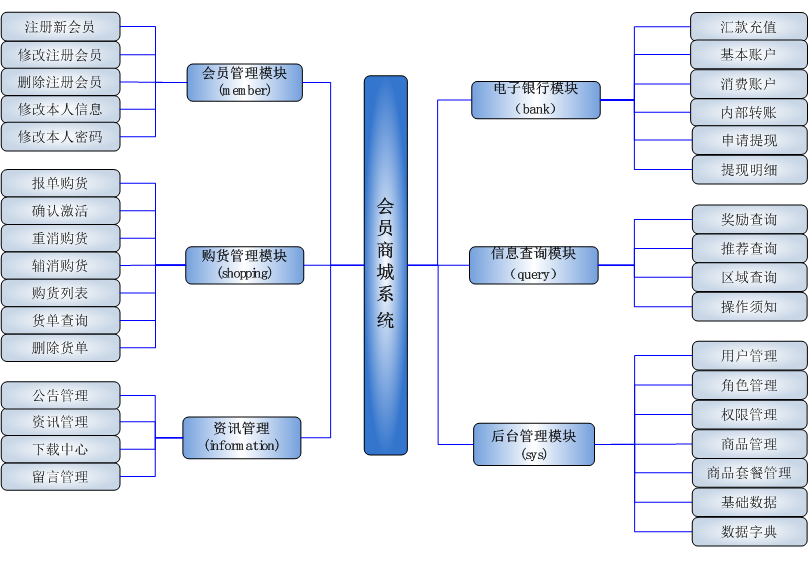 注册新会员
修改注册会员
删除注册会员
修改本人信息
修改本人密码
会员管理模块
(member)
报单购货
确认激活
重消购货
辅消购货
购货列表
货单查询
删除货单
购货管理模块
(shopping)
公告管理
资讯管理
下载中心
留言管理
资讯管理
(information)
会员商城系统
电子银行模块
（bank）
汇款充值
基本账户
消费账户
内部转账
申请提现
提现明细
信息查询模块
（query）
奖励查询
推荐查询
区域查询
操作须知
后台管理模块
(sys)
用户管理
角色管理
权限管理
商品管理
商品套餐管理
基础数据
数据字典